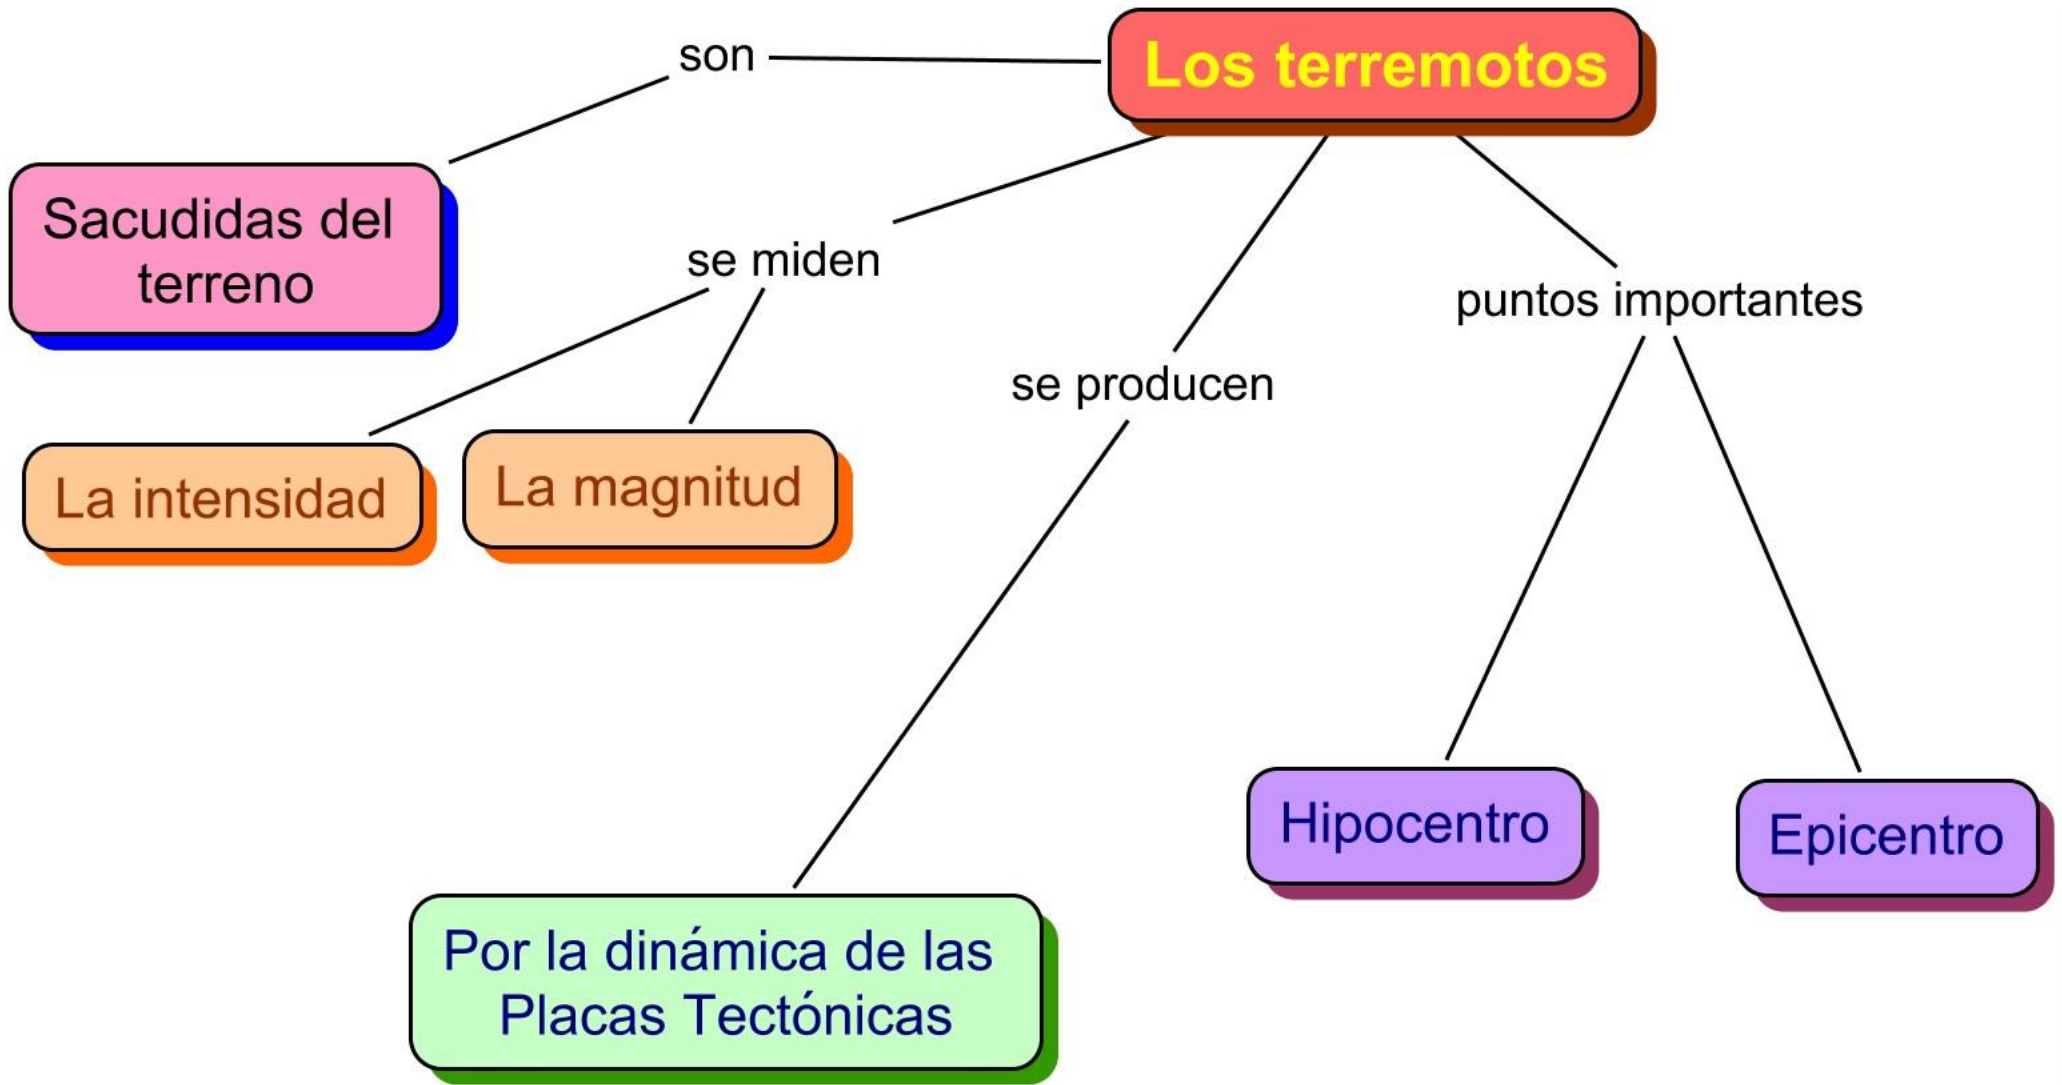 Los terremotos
son
Sacudidas del
terreno
se miden
La intensidad
La magnitud
se producen
Por la dinámica de las
Placas Tectónicas
puntos importantes
Hipocentro
Epicentro